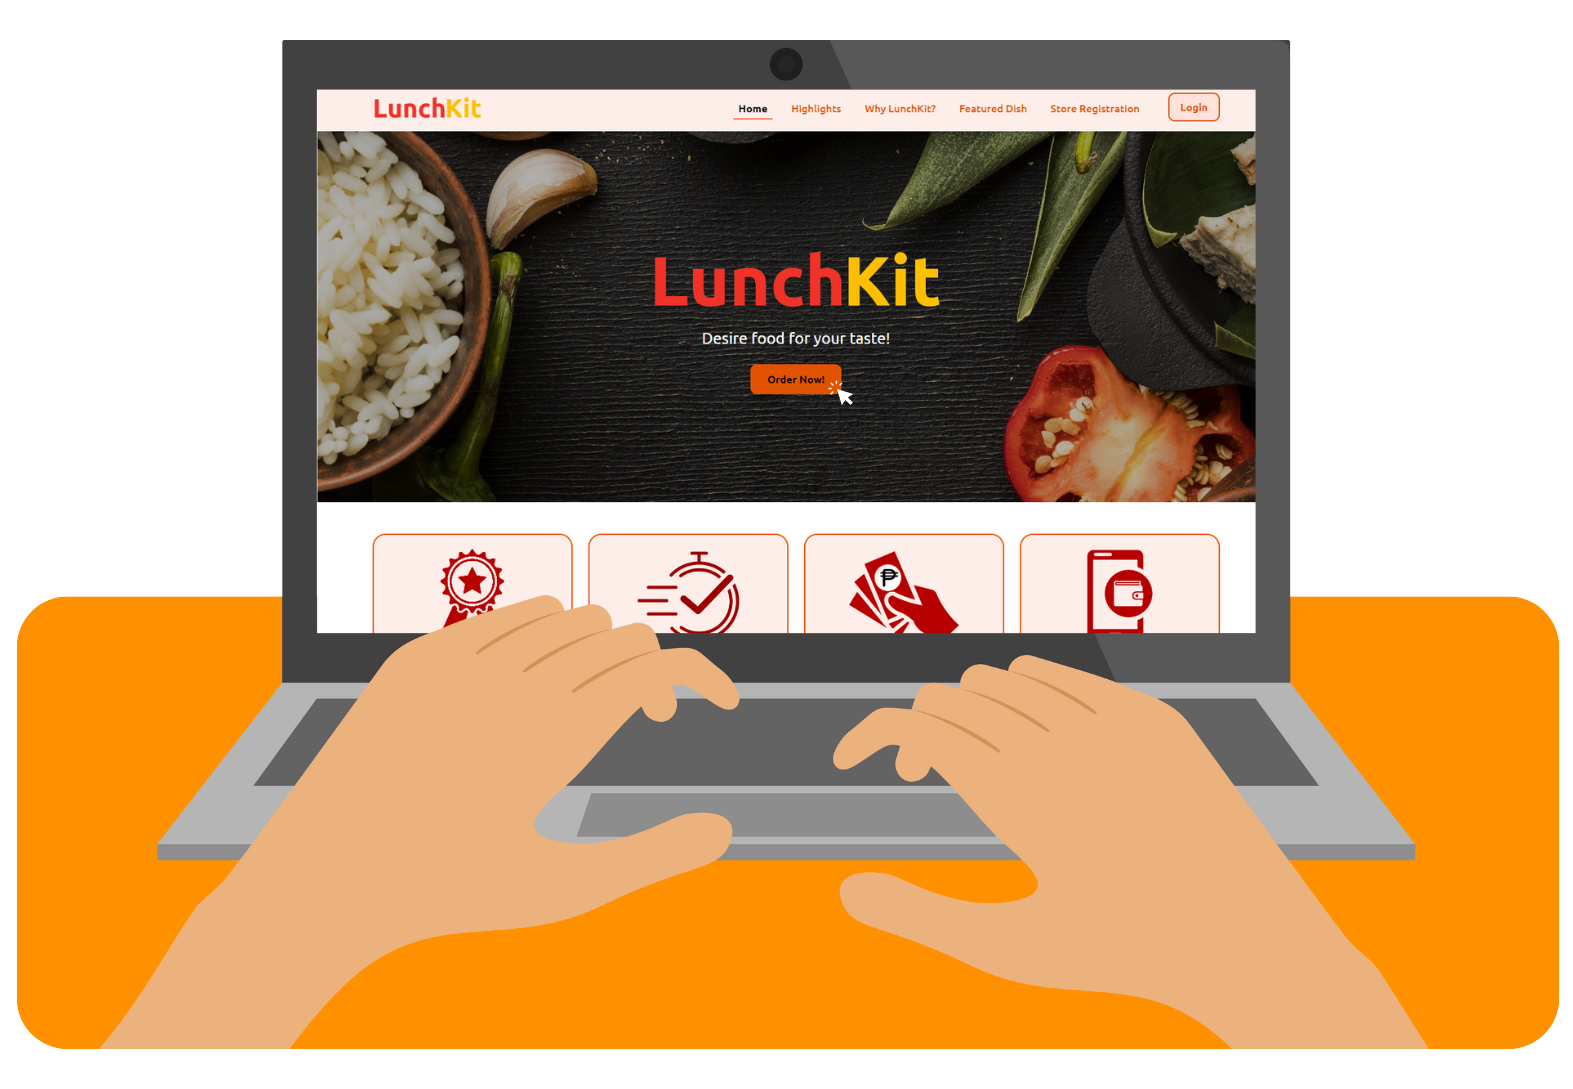 LunchKit
Home Highlights Why LunchKit? Featured Dish Store Registration Login
LunchKit
Desire food for your taste!
Order Now!
₱